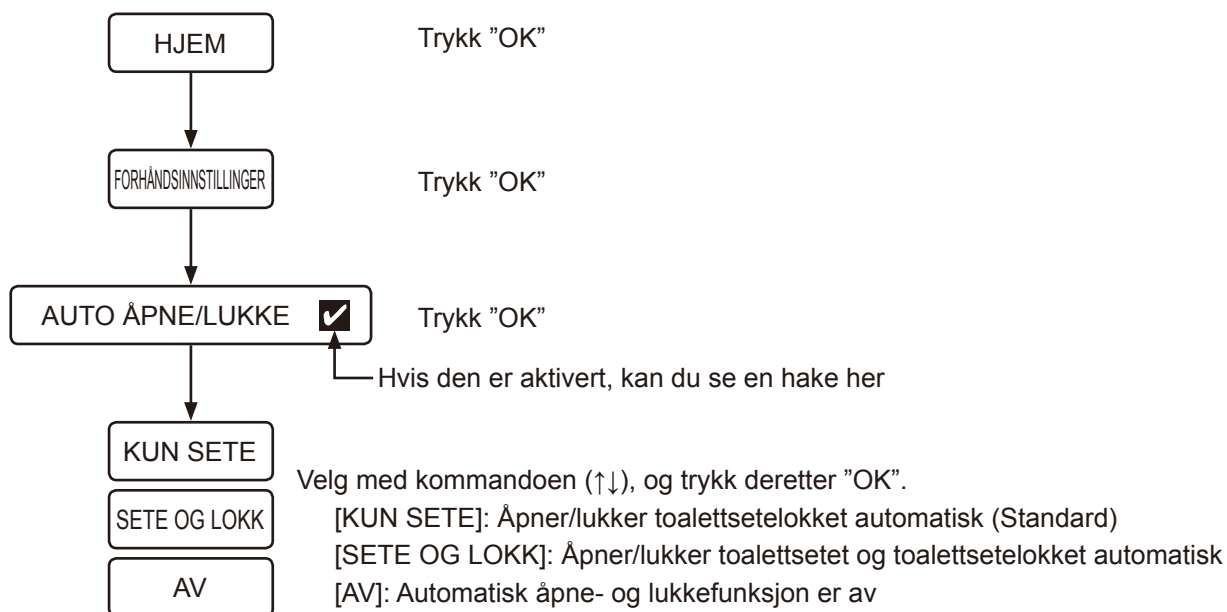 HJEM
Trykk ”OK”
FORHÅNDSINNSTILLINGER
Trykk ”OK”
AUTO ÅPNE/LUKKE ✔
Trykk ”OK”
Hvis den er aktivert, kan du se en hake her
KUN SETE
SETE OG LOKK
AV
Velg med kommandoen (↑↓), og trykk deretter ”OK”.
[KUN SETE]: Åpner/lukker toalettsetelokket automatisk (Standard)
[SETE OG LOKK]: Åpner/lukker toalettsetet og toalettsetelokket automatisk
[AV]: Automatisk åpne- og lukkefunksjon er av